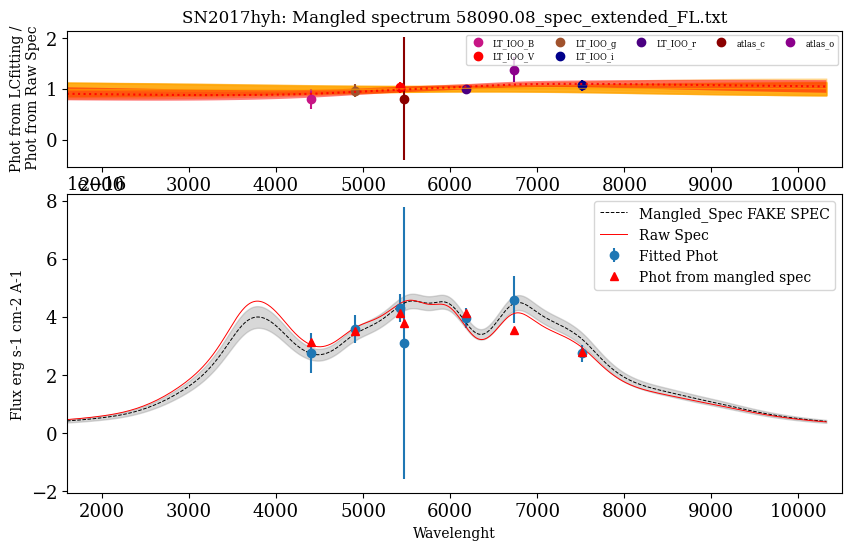 SN2017hyh: Mangled spectrum 58090.08_spec_extended_FL.txt
Phot from LCfitting /
Phot from Raw Spec
2
1
0
LT_IOO_B
LT_IOO_g
LT_IOO_r
atlas_c
atlas_o
LT_IOO_V
LT_IOO_i
2000 3000 4000 5000 6000 7000 8000 9000 10000
1e−16
Flux erg s-1 cm-2 A-1
8
6
4
2
0
−2
Mangled_Spec FAKE SPEC
Raw Spec
Fitted Phot
Phot from mangled spec
2000 3000 4000 5000 6000 7000 8000 9000 10000
Wavelenght